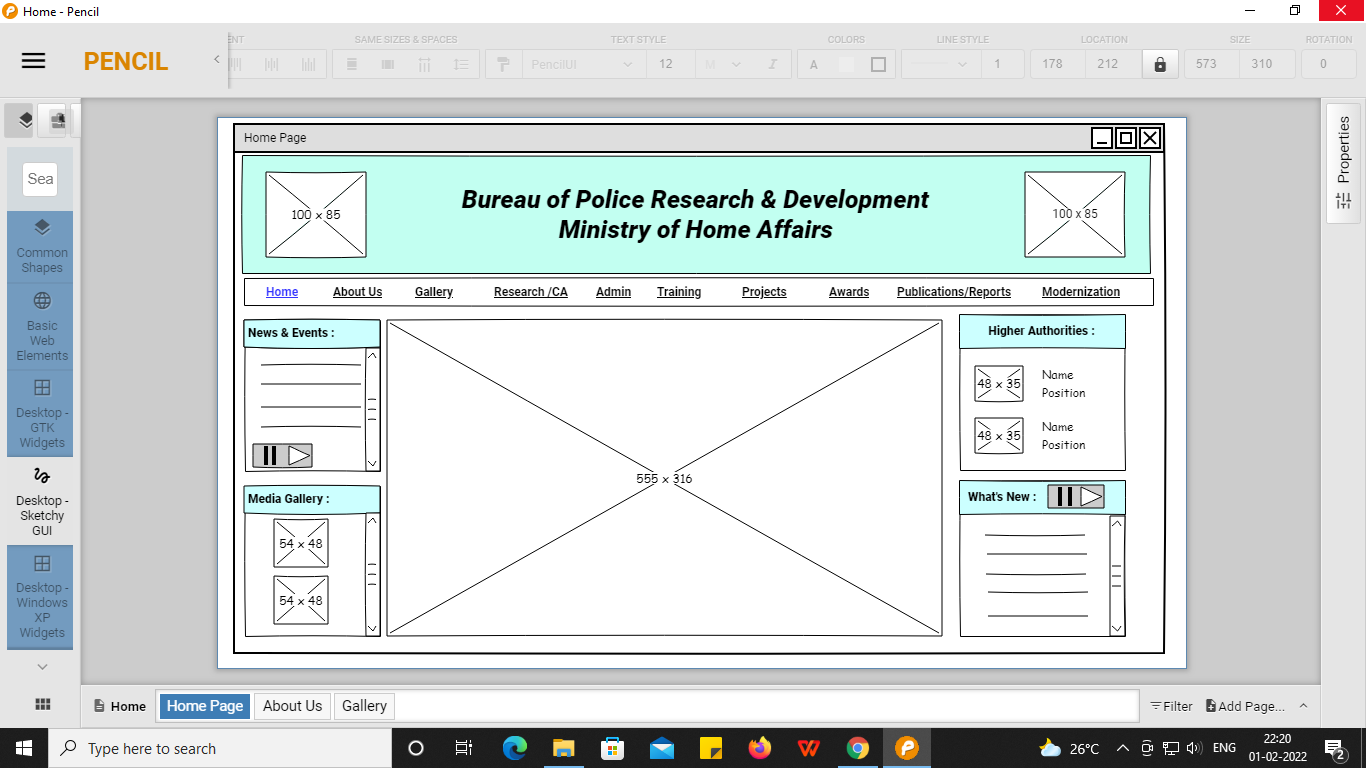 Home - Pencil
PENCIL
ENT
SAME SIZES & SPACES
TEXT STYLE
COLORS
LINE STYLE
LOCATION
SIZE
ROTATION
PencilUI
12
M
I
A
1
178
212
573
310
0
Sea
Common
Shapes
Basic
Web
Elements
Desktop -
GTK
Widgets
Desktop -
Sketchy
GUI
Desktop -
Windows
XP
Widgets
Home Page
100 x 85
Bureau of Police Research & Development
Ministry of Home Affairs
100 x 85
Home About Us Gallery Research /CA Admin Training Projects Awards Publications/Reports Modernization
News & Events :
Media Gallery :
54 x 48
54 x 48
555 x 316
Higher Authorities :
48 x 35
Name
Position
48 x 35
Name
Position
What's New :
Properties
Home
Home Page
About Us
Gallery
Filter
Add Page...
Type here to search
26°C
ENG
22:20
01-02-2022
2